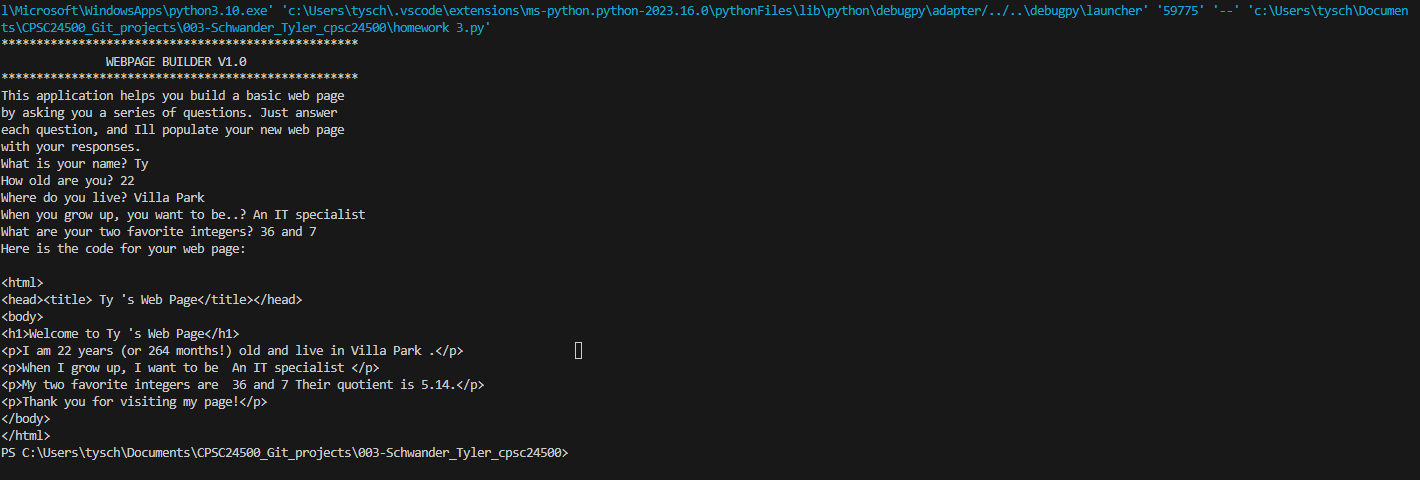 l\Microsoft\WindowsApps\python3.10.exe' 'c:\Users\tysch\.vscode\extensions\ms-python.python-2023.16.0\pythonFiles\lib\python\debugpy\adapter/../..\debugpy\launcher' '59775' '--' 'c:\Users\tysch\Documen
ts\CPSC24500_Git_projects\003-Schwander_Tyler_cpsc24500\homework 3.py'
***************************************************
WEBPAGE BUILDER V1.0
***************************************************
This application helps you build a basic web page
by asking you a series of questions. Just answer
each question, and Ill populate your new web page
with your responses.
What is your name? Ty
How old are you? 22
Where do you live? Villa Park
When you grow up, you want to be..? An IT specialist
What are your two favorite integers? 36 and 7
Here is the code for your web page:

<html>
<head><title> Ty 's Web Page</title></head>
<body>
<h1>Welcome to Ty 's Web Page</h1>
<p>I am 22 years (or 264 months!) old and live in Villa Park .</p>
<p>When I grow up, I want to be  An IT specialist </p>
<p>My two favorite integers are  36 and 7 Their quotient is 5.14.</p>
<p>Thank you for visiting my page!</p>
</body>
</html>
PS C:\Users\tysch\Documents\CPSC24500_Git_projects\003-Schwander_Tyler_cpsc24500>